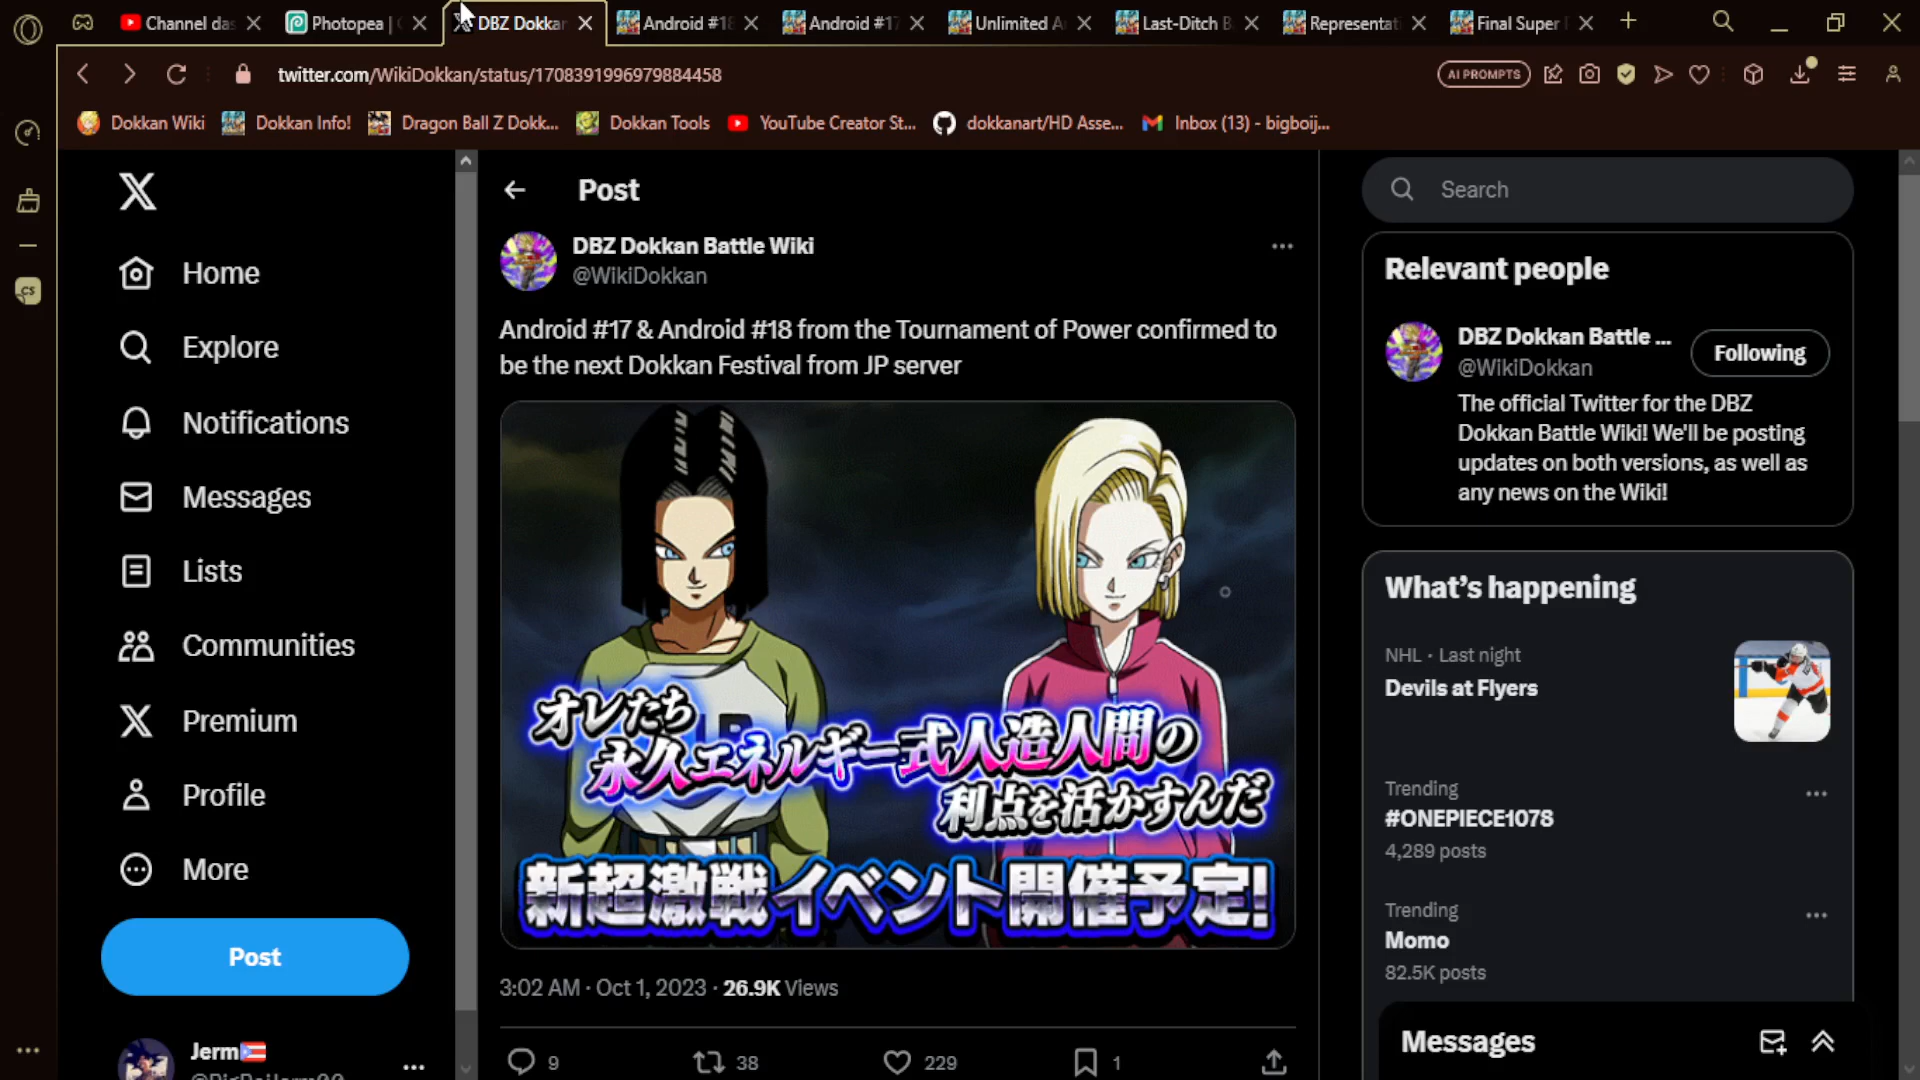 Channel das
Photopea |
DBZ Dokkan
Android #18
Android #17
Unlimited A
Last-Ditch B
Representat
Final Super
twitter.com/WikiDokkan/status/1708391996979884458
AI PROMPTS
Dokkan Wiki
Dokkan Info!
Dragon Ball Z Dokk...
Dokkan Tools
YouTube Creator St...
dokkanart/HD Asse...
Inbox (13) - bigboij...
CS
Home
Explore
Notifications
Messages
Lists
Communities
Premium
Profile
More
Post
Jerm🇵🇷
Post
DBZ Dokkan Battle Wiki
@WikiDokkan
Android #17 & Android #18 from the Tournament of Power confirmed to
be the next Dokkan Festival from JP server
オレたち
永久エネルギー式人造人間の
利点を活かすんだ
新超激戦イベント開催予定!
3:02 AM · Oct 1, 2023 · 26.9K Views
9
38
229
1
Search
Relevant people
DBZ Dokkan Battle ...
@WikiDokkan
Following
The official Twitter for the DBZ
Dokkan Battle Wiki! We'll be posting
updates on both versions, as well as
any news on the Wiki!
What's happening
NHL · Last night
Devils at Flyers
Trending
#ONEPIECE1078
4,289 posts
Trending
Momo
82.5K posts
Messages